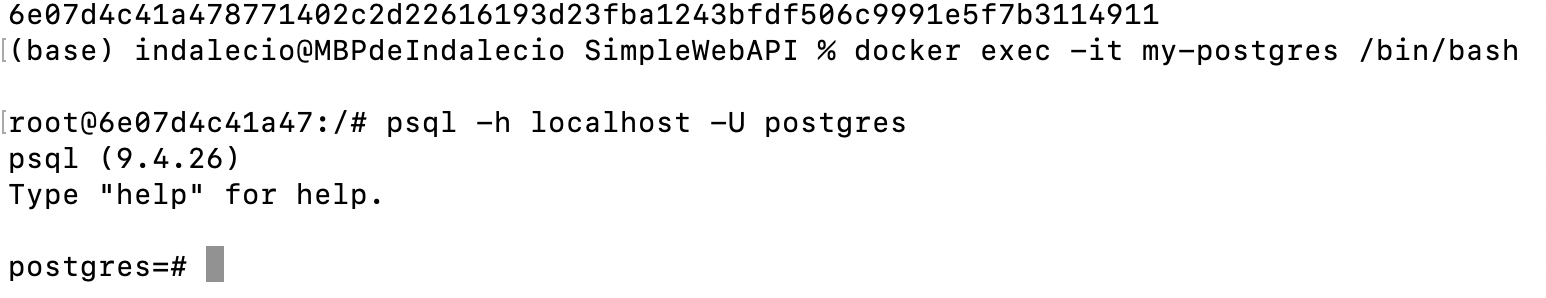 6e07d4c41a478771402c2d22616193d23fba1243bfdf506c9991e5f7b3114911
[(base) indalecio@MBPdeIndalecio SimpleWebAPI % docker exec -it my-postgres /bin/bash
[root@6e07d4c41a47:/# psql -h localhost -U postgres
psql (9.4.26)
Type "help" for help.
postgres=#